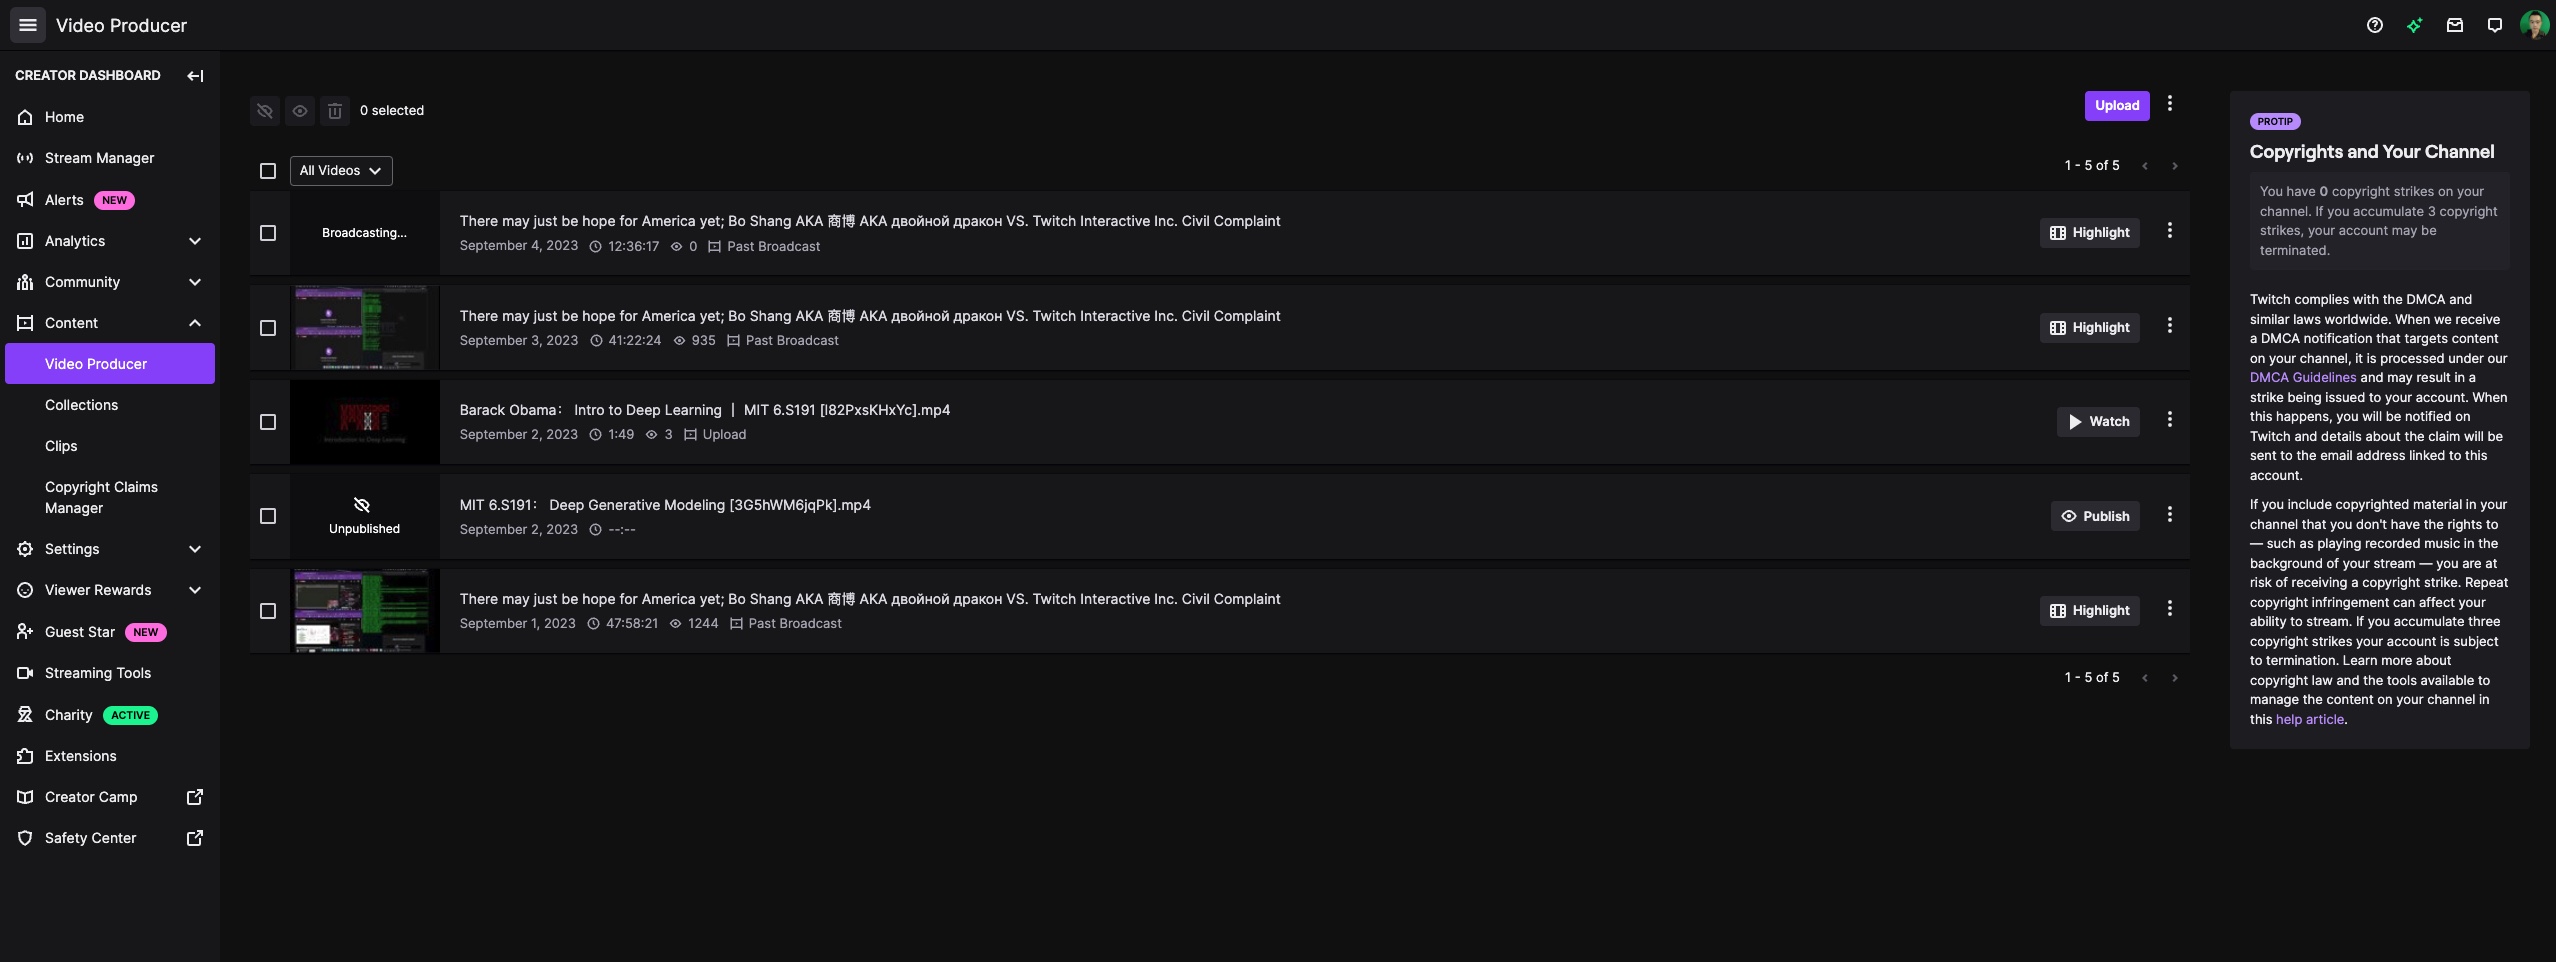 Video Producer
CREATOR DASHBOARD
Home
Stream Manager
Alerts NEW
Analytics
Community
Content
Video Producer
Collections
Clips
Copyright Claims
Manager
Settings
Viewer Rewards
Guest Star NEW
Streaming Tools
Charity ACTIVE
Extensions
Creator Camp
Safety Center
0 selected
Upload
All Videos
1 - 5 of 5
Broadcasting...
There may just be hope for America yet; Bo Shang AKA 商博 AKA двойной дракон VS. Twitch Interactive Inc. Civil Complaint
September 4, 2023 12:36:17 0 Past Broadcast
Highlight
There may just be hope for America yet; Bo Shang AKA 商博 AKA двойной дракон VS. Twitch Interactive Inc. Civil Complaint
September 3, 2023 41:22:24 935 Past Broadcast
Highlight
Introduction to Deep Learning
Barack Obama： Intro to Deep Learning ｜ MIT 6.S191 [l82PxsKHxYc].mp4
September 2, 2023 1:49 3 Upload
Watch
Unpublished
MIT 6.S191： Deep Generative Modeling [3G5hWM6jqPk].mp4
September 2, 2023 --:--
Publish
There may just be hope for America yet; Bo Shang AKA 商博 AKA двойной дракон VS. Twitch Interactive Inc. Civil Complaint
September 1, 2023 47:58:21 1244 Past Broadcast
Highlight
1 - 5 of 5
PROTIP
Copyrights and Your Channel
You have 0 copyright strikes on your
channel. If you accumulate 3 copyright
strikes, your account may be
terminated.
Twitch complies with the DMCA and
similar laws worldwide. When we receive
a DMCA notification that targets content
on your channel, it is processed under our
DMCA Guidelines and may result in a
strike being issued to your account. When
this happens, you will be notified on
Twitch and details about the claim will be
sent to the email address linked to this
account.
If you include copyrighted material in your
channel that you don't have the rights to
— such as playing recorded music in the
background of your stream — you are at
risk of receiving a copyright strike. Repeat
copyright infringement can affect your
ability to stream. If you accumulate three
copyright strikes your account is subject
to termination. Learn more about
copyright law and the tools available to
manage the content on your channel in
this help article.